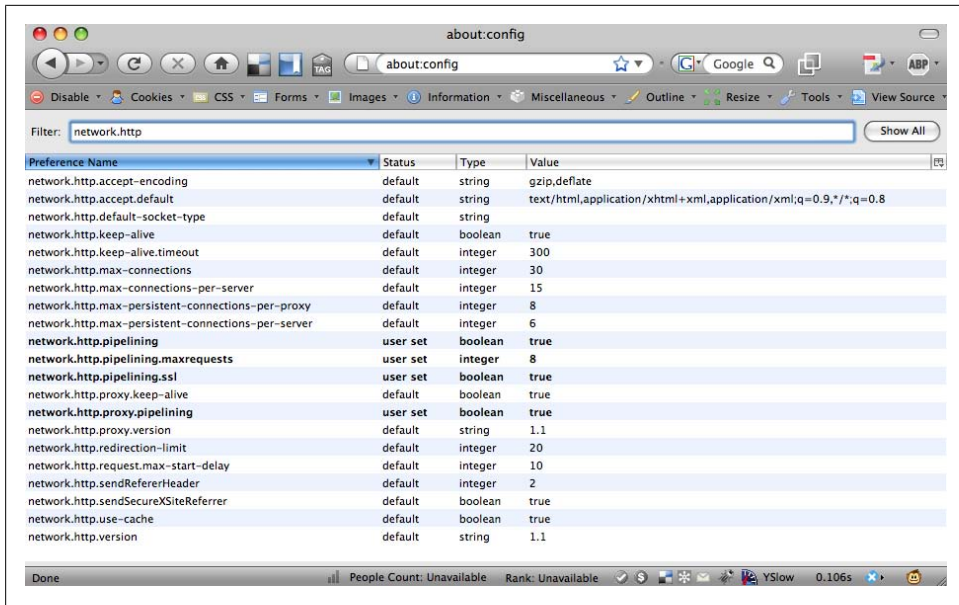 about:config
TAG
about:config
G Google
ABP
Disable Cookies CSS Forms Images Information Miscellaneous Outline Resize Tools View Source
Filter: network.http Show All
Preference Name Status Type Value
network.http.accept-encoding default string gzip,deflate
network.http.accept.default default string text/html,application/xhtml+xml,application/xml;q=0.9,*/*;q=0.8
network.http.default-socket-type default string
network.http.keep-alive default boolean true
network.http.keep-alive.timeout default integer 300
network.http.max-connections default integer 30
network.http.max-connections-per-server default integer 15
network.http.max-persistent-connections-per-proxy default integer 8
network.http.max-persistent-connections-per-server default integer 6
network.http.pipelining user set boolean true
network.http.pipelining.maxrequests user set integer 8
network.http.pipelining.ssl user set boolean true
network.http.proxy.keep-alive default boolean true
network.http.proxy.pipelining user set boolean true
network.http.proxy.version default string 1.1
network.http.redirection-limit default integer 20
network.http.request.max-start-delay default integer 10
network.http.sendRefererHeader default integer 2
network.http.sendSecureXSiteReferrer default boolean true
network.http.use-cache default boolean true
network.http.version default string 1.1
Done People Count: Unavailable Rank: Unavailable YSlow 0.106s